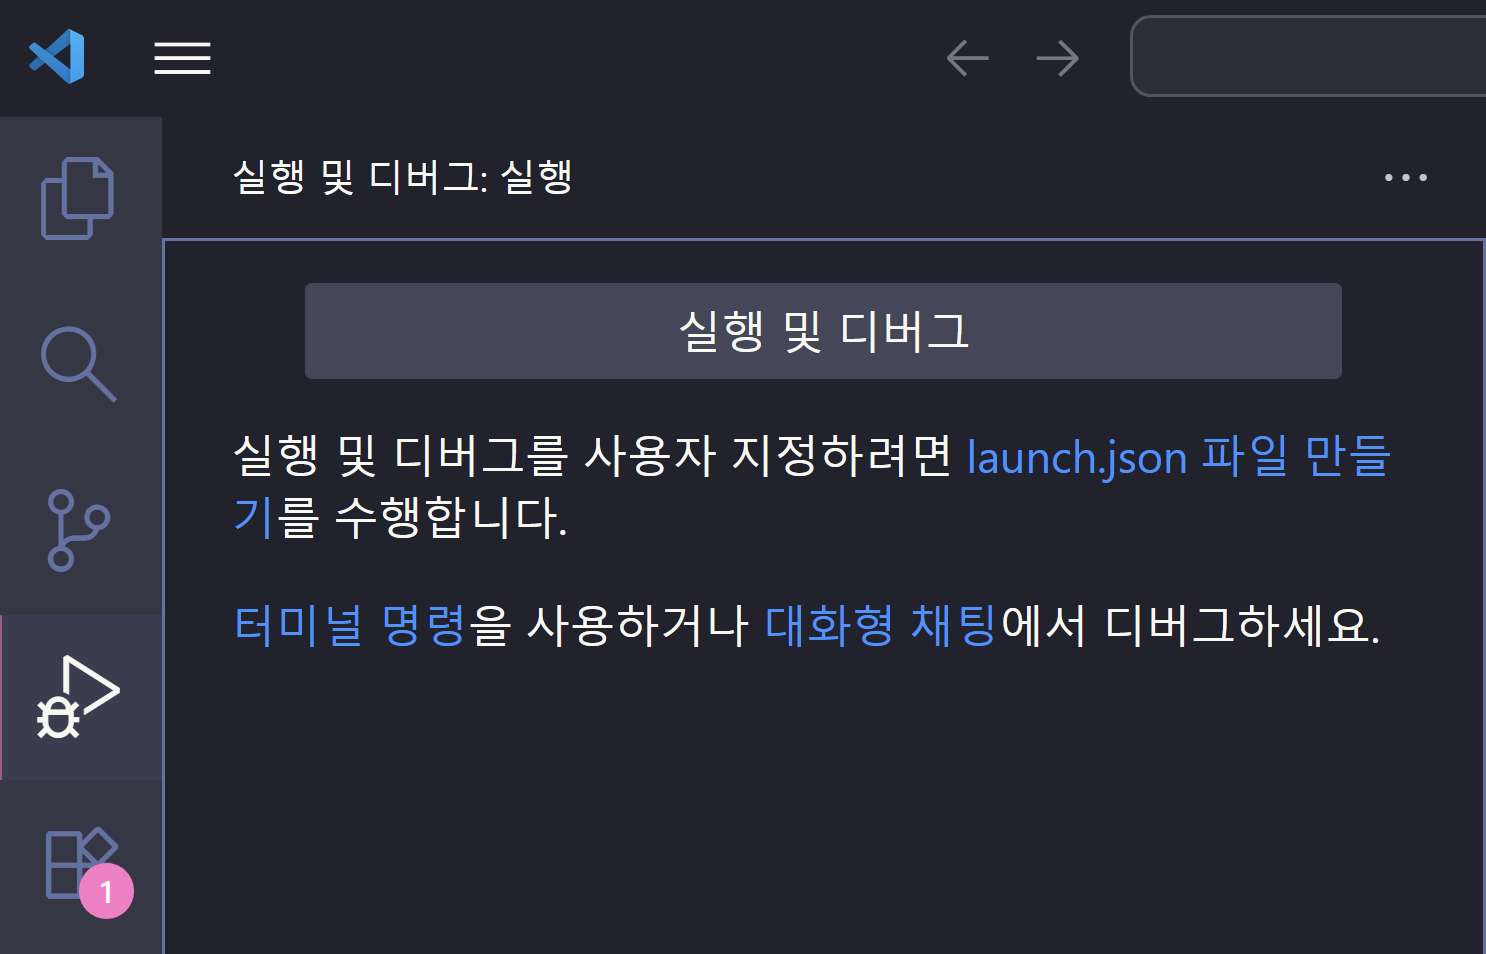 실행 및 디버그: 실행
실행 및 디버그
실행 및 디버그를 사용자 지정하려면 launch.json 파일 만들
기를 수행합니다.
터미널 명령을 사용하거나 대화형 채팅에서 디버그하세요.
1